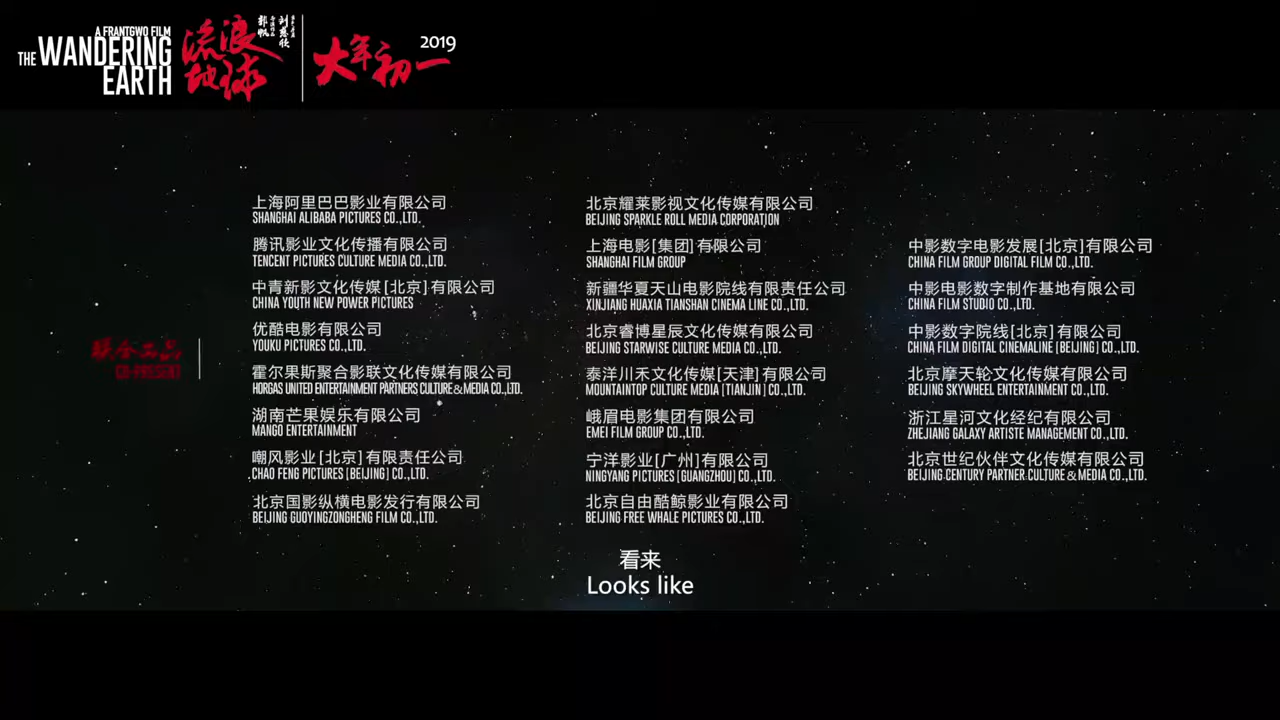 A FRANTGWO FILM
THE WANDERING
EARTH
流浪
地球
郭帆
刘慈欣
大年初一
2019
上海阿里巴巴影业有限公司
SHANGHAI ALIBABA PICTURES CO.,LTD.
腾讯影业文化传播有限公司
TENCENT PICTURES CULTURE MEDIA CO.,LTD.
中青新影文化传媒[北京]有限公司
CHINA YOUTH NEW POWER PICTURES
优酷电影有限公司
YOUKU PICTURES CO.,LTD.
联合出品
CO-PRESENT
霍尔果斯聚合影联文化传媒有限公司
HORGAS UNITED ENTERTAINMENT PARTNERS CULTURE&MEDIA CO.,LTD.
湖南芒果娱乐有限公司
MANGO ENTERTAINMENT
嘲风影业[北京]有限责任公司
CHAO FENG PICTURES [BEIJING] CO.,LTD.
北京国影纵横电影发行有限公司
BEIJING GUOYINGZONGHENG FILM CO.,LTD.
北京耀莱影视文化传媒有限公司
BEIJING SPARKLE ROLL MEDIA CORPORATION
上海电影[集团]有限公司
SHANGHAI FILM GROUP
新疆华夏天山电影院线有限责任公司
XINJIANG HUAXIA TIANSHAN CINEMA LINE CO.,LTD.
北京睿博星辰文化传媒有限公司
BEIJING STARWISE CULTURE MEDIA CO.,LTD.
泰洋川禾文化传媒[天津]有限公司
MOUNTAINTOP CULTURE MEDIA [TIANJIN] CO.,LTD.
峨眉电影集团有限公司
EMEI FILM GROUP CO.,LTD.
宁洋影业[广州]有限公司
NINGYANG PICTURES [GUANGZHOU] CO.,LTD.
北京自由酷鲸影业有限公司
BEIJING FREE WHALE PICTURES CO.,LTD.
中影数字电影发展[北京]有限公司
CHINA FILM GROUP DIGITAL FILM CO.,LTD.
中影电影数字制作基地有限公司
CHINA FILM STUDIO CO.,LTD.
中影数字院线[北京]有限公司
CHINA FILM DIGITAL CINEMALINE [BEIJING] CO.,LTD.
北京摩天轮文化传媒有限公司
BEIJING SKYWHEEL ENTERTAINMENT CO.,LTD.
浙江星河文化经纪有限公司
ZHEJIANG GALAXY ARTISTE MANAGEMENT CO.,LTD.
北京世纪伙伴文化传媒有限公司
BEIJING CENTURY PARTNER CULTURE&MEDIA CO.,LTD.
看来
Looks like